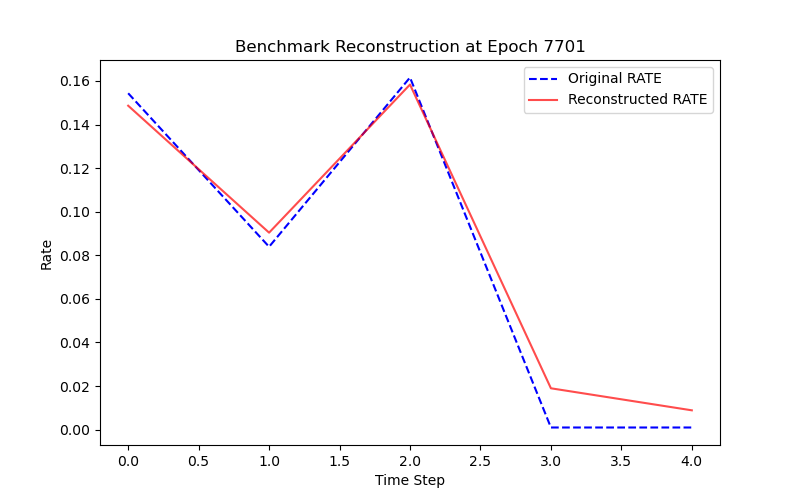 Benchmark Reconstruction at Epoch 7701
Original RATE
Reconstructed RATE
Rate
0.16
0.14
0.12
0.10
0.08
0.06
0.04
0.02
0.00
0.0 0.5 1.0 1.5 2.0 2.5 3.0 3.5 4.0
Time Step